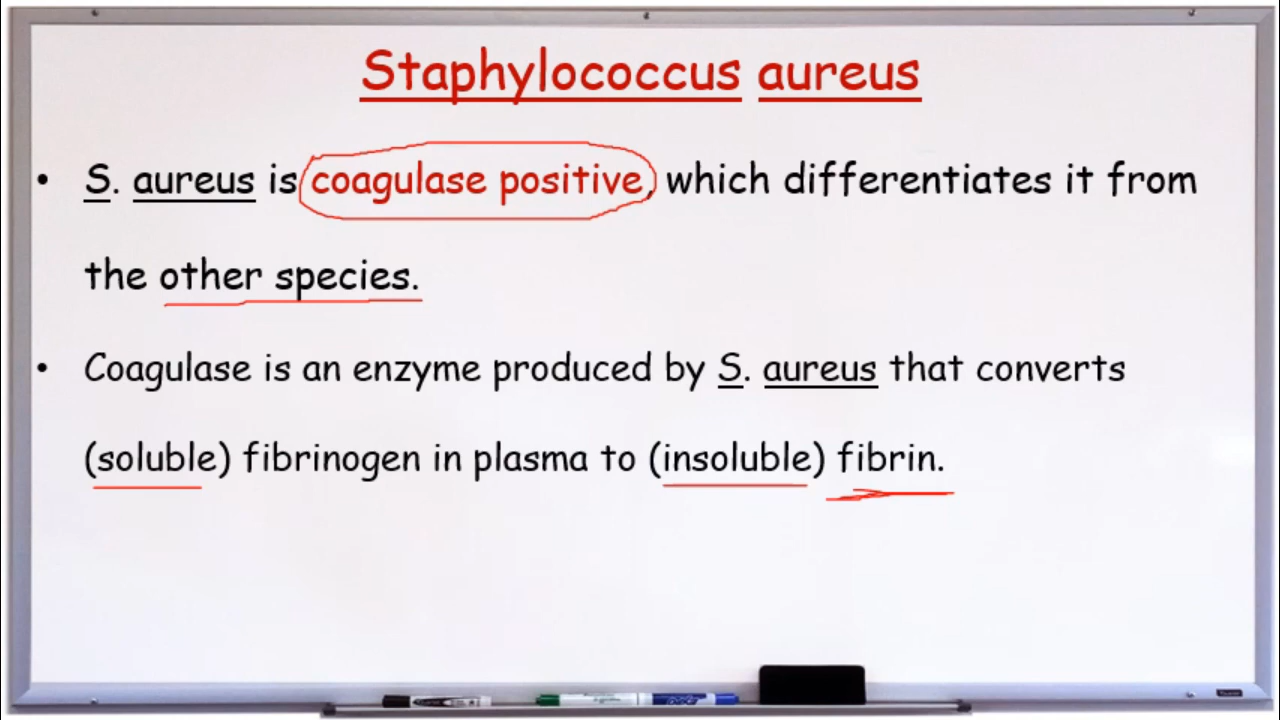 Staphylococcus aureus
• S. aureus is coagulase positive, which differentiates it from
the other species.
• Coagulase is an enzyme produced by S. aureus that converts
(soluble) fibrinogen in plasma to (insoluble) fibrin.